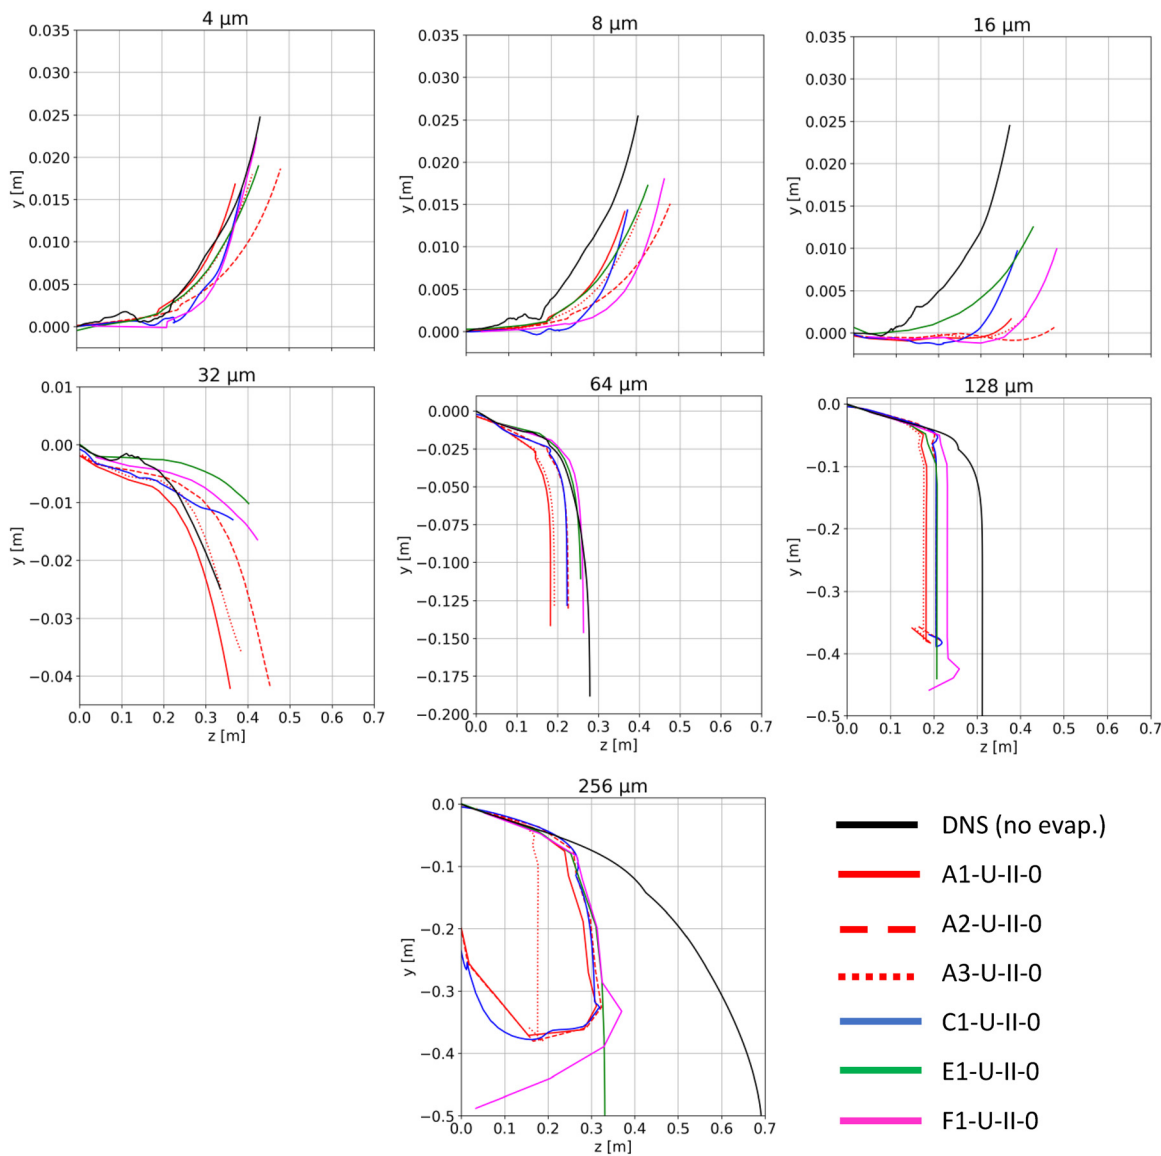 4 μm
8 μm
16 μm
0.035
0.030
0.025
0.020
0.015
0.010
0.005
0.000
y [m]
0.035
0.030
0.025
0.020
0.015
0.010
0.005
0.000
y [m]
0.035
0.030
0.025
0.020
0.015
0.010
0.005
0.000
y [m]
32 μm
64 μm
128 μm
0.01
0.00
−0.01
−0.02
−0.03
−0.04
y [m]
0.0 0.1 0.2 0.3 0.4 0.5 0.6 0.7
z [m]
0.000
−0.025
−0.050
−0.075
−0.100
−0.125
−0.150
−0.175
−0.200
y [m]
0.0 0.1 0.2 0.3 0.4 0.5 0.6 0.7
z [m]
0.0
−0.1
−0.2
−0.3
−0.4
−0.5
y [m]
0.0 0.1 0.2 0.3 0.4 0.5 0.6 0.7
z [m]
256 μm
0.0
−0.1
−0.2
−0.3
−0.4
−0.5
y [m]
0.0 0.1 0.2 0.3 0.4 0.5 0.6 0.7
z [m]
DNS (no evap.)
A1-U-II-0
A2-U-II-0
A3-U-II-0
C1-U-II-0
E1-U-II-0
F1-U-II-0